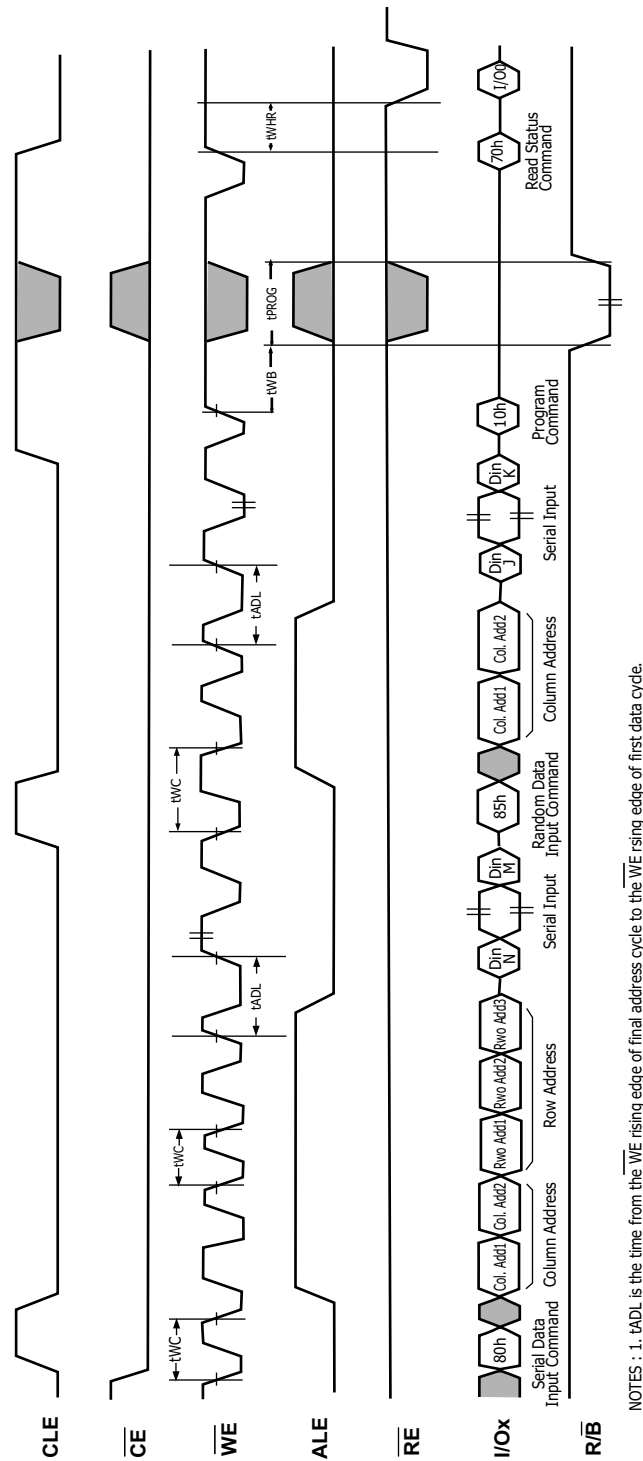 CLE
CE
WE
tWC tWC tADL tWC tADL tWB tPROG tWHR
ALE
RE
I/Ox
80h Col. Add1 Col. Add2 Rwo Add1 Rwo Add2 Rwo Add3 Din N Din M 85h Col. Add1 Col. Add2 Din J Din K 10h 70h I/O0
Serial Data
Input Command
Column Address
Row Address
Serial Input
Random Data
Input Command
Column Address
Serial Input
Program
Command
Read Status
Command
R/B
NOTES : 1. tADL is the time from the WE rising edge of final address cycle to the WE rsing edge of first data cycle.